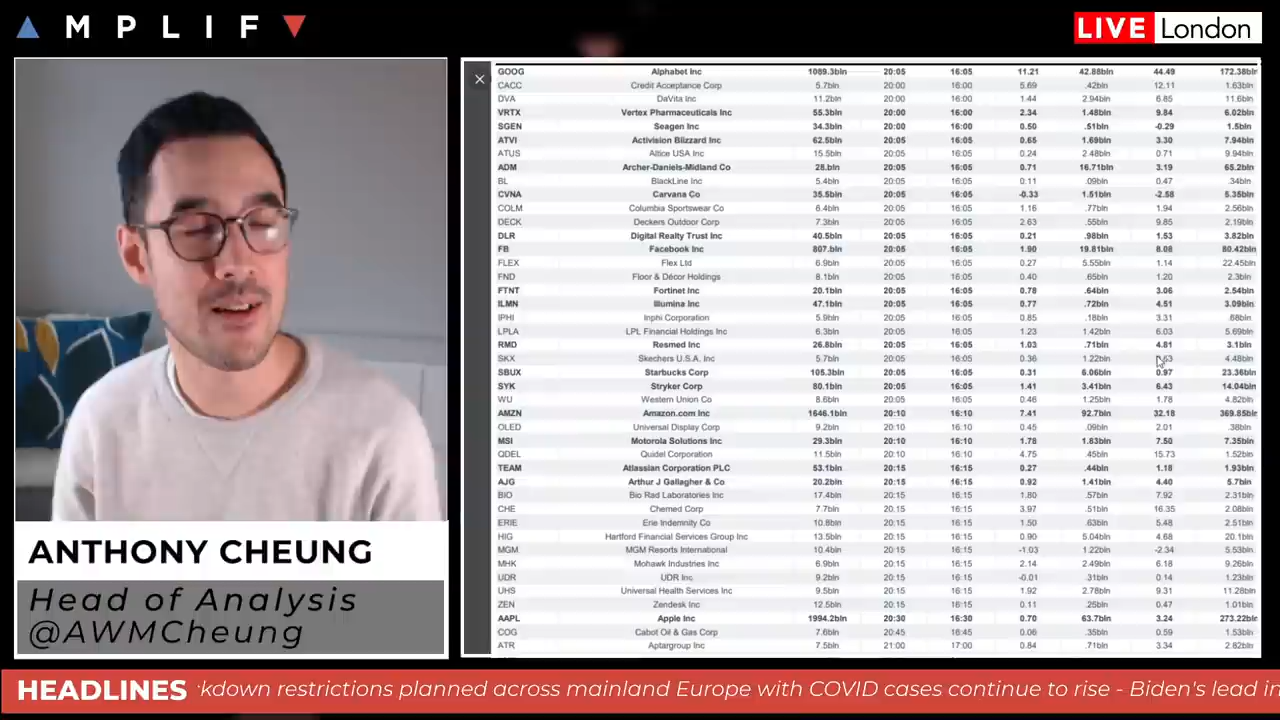 AMPLIFY
LIVE London
×
GOOG Alphabet Inc 1089.3bln 20:05 16:05 11.21 42.88bln 44.49 172.38bln
CACC Credit Acceptance Corp 5.7bln 20:00 16:00 5.69 .42bln 12.11 1.63bln
DVA DaVita Inc 11.2bln 20:00 16:00 1.44 2.94bln 6.85 11.6bln
VRTX Vertex Pharmaceuticals Inc 55.3bln 20:00 16:00 2.34 1.48bln 9.84 6.02bln
SGEN Seagen Inc 34.3bln 20:00 16:00 0.50 .51bln -0.29 1.5bln
ATVI Activision Blizzard Inc 62.5bln 20:05 16:05 0.65 1.69bln 3.30 7.94bln
ATUS Altice USA Inc 15.5bln 20:05 16:05 0.24 2.48bln 0.71 9.94bln
ADM Archer-Daniels-Midland Co 28.bln 20:05 16:05 0.71 16.71bln 3.19 65.2bln
BL BlackLine Inc 5.4bln 20:05 16:05 0.11 .09bln 0.47 .34bln
CVNA Carvana Co 35.5bln 20:05 16:05 -0.33 1.51bln -2.58 5.35bln
COLM Columbia Sportswear Co 6.4bln 20:05 16:05 1.16 .77bln 1.94 2.56bln
DECK Deckers Outdoor Corp 7.3bln 20:05 16:05 2.63 .55bln 9.85 2.19bln
DLR Digital Realty Trust Inc 40.5bln 20:05 16:05 0.21 .98bln 1.53 3.82bln
FB Facebook Inc 807.bln 20:05 16:05 1.90 19.81bln 8.08 80.42bln
FLEX Flex Ltd 6.9bln 20:05 16:05 0.27 5.55bln 1.14 22.45bln
FND Floor & Décor Holdings 8.1bln 20:05 16:05 0.40 .65bln 1.20 2.3bln
FTNT Fortinet Inc 20.1bln 20:05 16:05 0.78 .64bln 3.06 2.54bln
ILMN Illumina Inc 47.1bln 20:05 16:05 0.77 .72bln 4.51 3.09bln
IPHI Inphi Corporation 5.9bln 20:05 16:05 0.85 .18bln 3.31 .68bln
LPLA LPL Financial Holdings Inc 6.3bln 20:05 16:05 1.23 1.42bln 6.03 5.69bln
RMD Resmed Inc 26.8bln 20:05 16:05 1.03 .71bln 4.81 3.1bln
SKX Skechers U.S.A. Inc 5.7bln 20:05 16:05 0.36 1.22bln 4.48bln
SBUX Starbucks Corp 105.3bln 20:05 16:05 0.31 6.06bln 0.97 23.36bln
SYK Stryker Corp 80.1bln 20:05 16:05 1.41 3.41bln 6.43 14.04bln
WU Western Union Co 8.6bln 20:05 16:05 0.46 1.25bln 1.78 4.82bln
AMZN Amazon.com Inc 1646.1bln 20:10 16:10 7.41 92.7bln 32.18 369.85bln
OLED Universal Display Corp 9.2bln 20:10 16:10 0.45 .09bln 2.01 .38bln
MSI Motorola Solutions Inc 29.3bln 20:10 16:10 1.78 1.83bln 7.50 7.35bln
QDEL Quidel Corporation 11.5bln 20:10 16:10 4.75 .45bln 15.73 1.52bln
TEAM Atlassian Corporation PLC 53.1bln 20:15 16:15 0.27 .44bln 1.18 1.93bln
AJG Arthur J Gallagher & Co 20.2bln 20:15 16:15 0.92 1.41bln 4.40 5.7bln
BIO Bio Rad Laboratories Inc 17.4bln 20:15 16:15 1.80 .57bln 7.92 2.31bln
CHE Chemed Corp 7.7bln 20:15 16:15 3.97 .51bln 16.35 2.08bln
ERIE Erie Indemnity Co 10.8bln 20:15 16:15 1.50 .63bln 5.48 2.51bln
HIG Hartford Financial Services Group Inc 13.5bln 20:15 16:15 0.90 5.04bln 4.68 20.1bln
MGM MGM Resorts International 10.4bln 20:15 16:15 -1.03 1.22bln -2.34 5.53bln
MHK Mohawk Industries Inc 6.9bln 20:15 16:15 2.14 2.49bln 6.18 9.26bln
UDR UDR Inc 9.2bln 20:15 16:15 -0.01 .31bln 0.14 1.23bln
UHS Universal Health Services Inc 9.5bln 20:15 16:15 1.92 2.78bln 9.31 11.28bln
ZEN Zendesk Inc 12.5bln 20:15 16:15 0.11 .25bln 0.47 1.01bln
AAPL Apple Inc 1994.2bln 20:30 16:30 0.70 63.7bln 3.24 273.22bln
COG Cabot Oil & Gas Corp 7.6bln 20:45 16:45 0.06 .35bln 0.59 1.53bln
ATR Aptargroup Inc 7.5bln 21:00 17:00 0.84 .71bln 3.34 2.82bln
ANTHONY CHEUNG
Head of Analysis
@AWMCheung
HEADLINES kdown restrictions planned across mainland Europe with COVID cases continue to rise - Biden's lead in